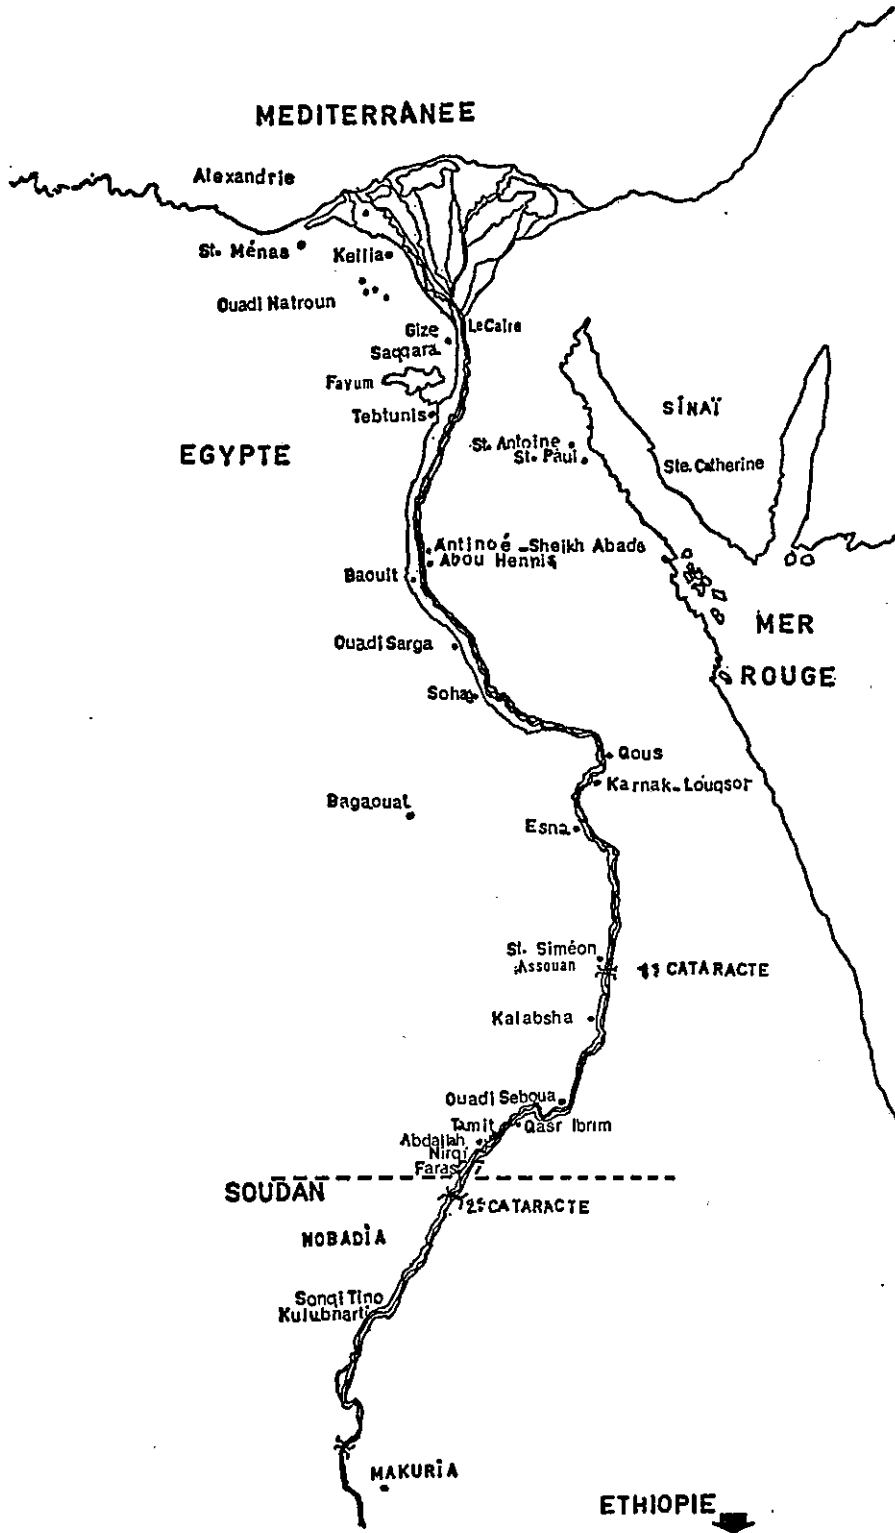 MEDITERRANEE
Alexandrie
St. Ménas
Kellia
Ouadi Natroun
Gize
Le Caire
Saqqara
Fayum
Tebtunis
SINAÏ
EGYPTE
St. Antoine
St. Paul
Ste. Catherine
Antinoé - Sheikh Abada
Abou Hennis
Baouit
MER
ROUGE
Ouadi Sarga
Sohag
Qous
Karnak - Louqsor
Bagaouat
Esna
St. Siméon
Assouan
CATARACTE
Kalabsha
Ouadi Seboua
Tamit
Qasr Ibrim
Abdallah
Nirqi
Faras
SOUDAN
2e CATARACTE
NOBADIA
Sonqi Tino
Kulubnarti
MAKURIA
ETHIOPIE